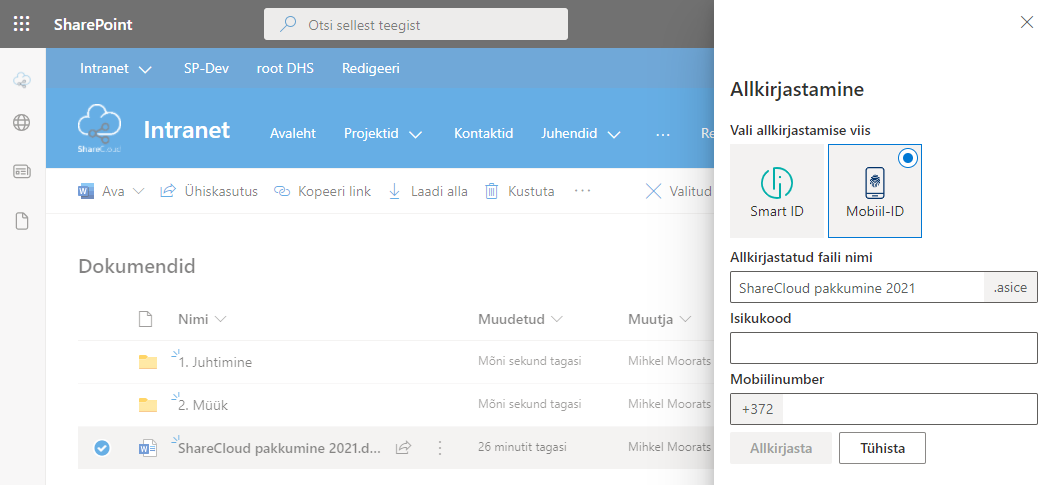 SharePoint
Otsi sellest teegist
Intranet SP-Dev root DHS Redigeeri
ShareCloud
Intranet Avaleht Projektid Kontaktid Juhendid ... Re
Ava Ühiskasutus Kopeeri link Laadi alla Kustuta ... Valitud
Dokumendid
Nimi Muudetud Muutja
1. Juhtimine Mõni sekund tagasi Mihkel Moorats
2. Müük Mõni sekund tagasi Mihkel Moorats
ShareCloud pakkumine 2021.d... 26 minutit tagasi Mihkel Moorats
Allkirjastamine
Vali allkirjastamise viis
Smart ID Mobiil-ID
Allkirjastatud faili nimi
ShareCloud pakkumine 2021 .asice
Isikukood
Mobiilinumber
+372
Allkirjasta Tühista